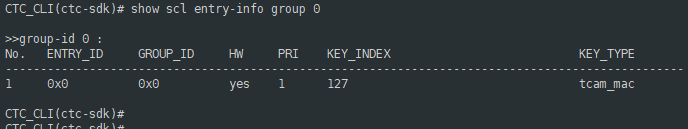 CTC_CLI(ctc-sdk)# show scl entry-info group 0
>>group-id 0 :
No. ENTRY_ID GROUP_ID HW PRI KEY_INDEX KEY_TYPE
--------------------------------------------------------------------------------------------------
1 0x0 0x0 yes 1 127 tcam_mac
CTC_CLI(ctc-sdk)#
CTC_CLI(ctc-sdk)#